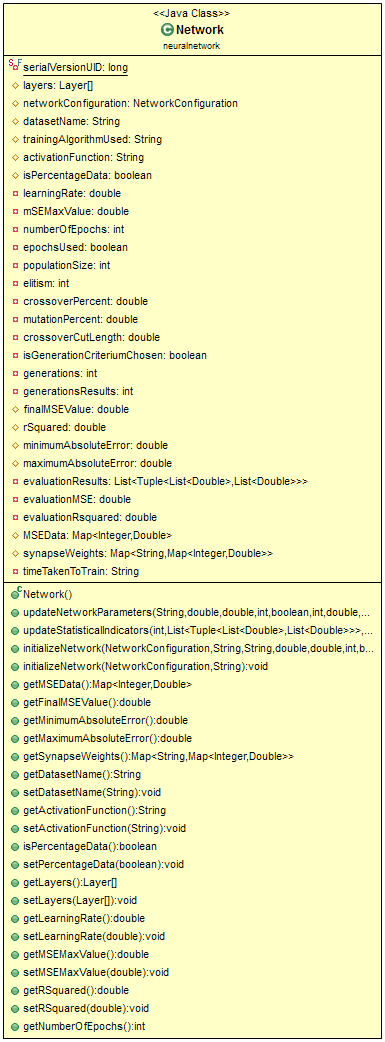 <<Java Class>>
C Network
neuralnetwork
S F serialVersionUID: long
layers: Layer[]
networkConfiguration: NetworkConfiguration
datasetName: String
trainingAlgorithmUsed: String
activationFunction: String
isPercentageData: boolean
learningRate: double
mSEMaxValue: double
numberOfEpochs: int
epochsUsed: boolean
populationSize: int
elitism: int
crossoverPercent: double
mutationPercent: double
crossoverCutLength: double
isGenerationCriteriumChosen: boolean
generations: int
generationsResults: int
finalMSEValue: double
rSquared: double
minimumAbsoluteError: double
maximumAbsoluteError: double
evaluationResults: List<Tuple<List<Double>,List<Double>>>
evaluationMSE: double
evaluationRsquared: double
MSEData: Map<Integer,Double>
synapseWeights: Map<String,Map<Integer,Double>>
timeTakenToTrain: String
C Network()
updateNetworkParameters(String,double,double,int,boolean,int,double,...
updateStatisticalIndicators(int,List<Tuple<List<Double>,List<Double>>>,...
initializeNetwork(NetworkConfiguration,String,String,double,double,int,b...
initializeNetwork(NetworkConfiguration,String):void
getMSEData():Map<Integer,Double>
getFinalMSEValue():double
getMinimumAbsoluteError():double
getMaximumAbsoluteError():double
getSynapseWeights():Map<String,Map<Integer,Double>>
getDatasetName():String
setDatasetName(String):void
getActivationFunction():String
setActivationFunction(String):void
isPercentageData():boolean
setPercentageData(boolean):void
getLayers():Layer[]
setLayers(Layer[]):void
getLearningRate():double
setLearningRate(double):void
getMSEMaxValue():double
setMSEMaxValue(double):void
getRSquared():double
setRSquared(double):void
getNumberOfEpochs():int